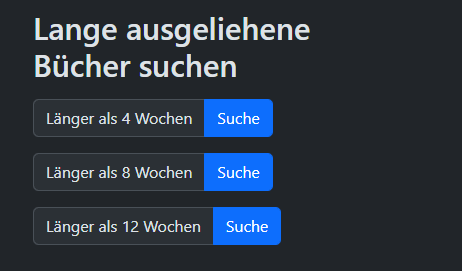 Lange ausgeliehene
Bücher suchen
Länger als 4 Wochen Suche
Länger als 8 Wochen Suche
Länger als 12 Wochen Suche